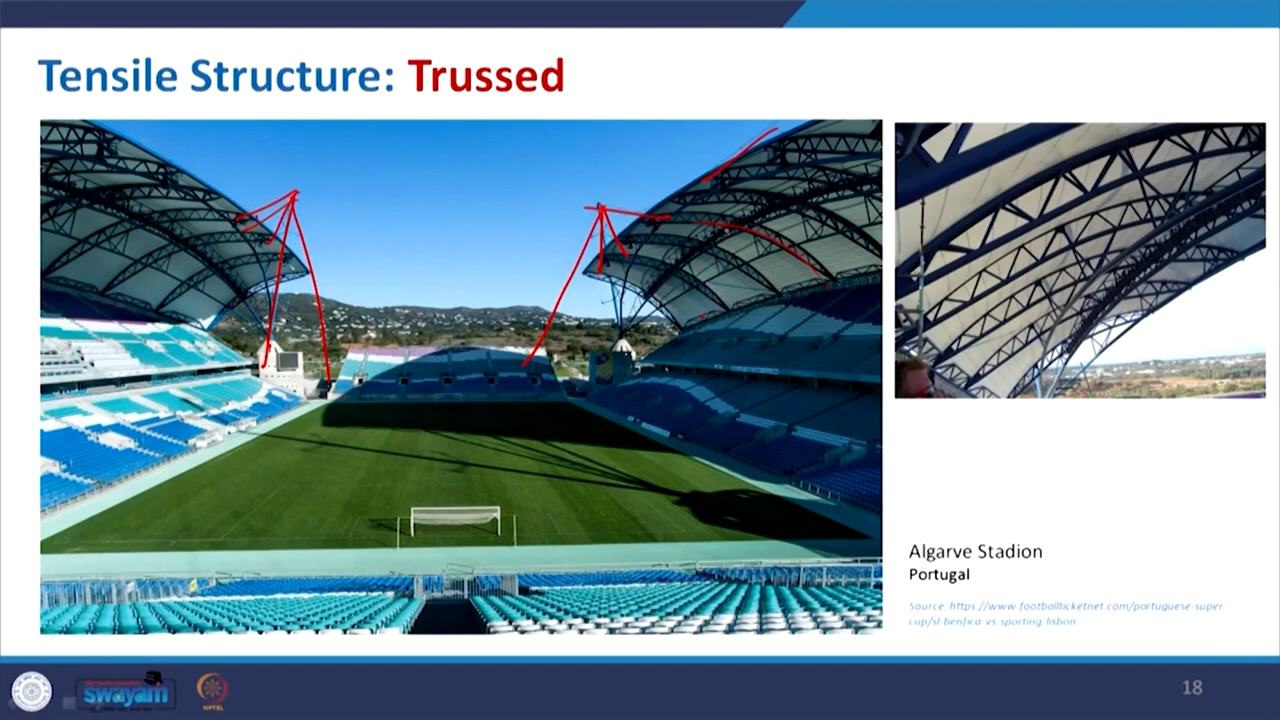 Tensile Structure: Trussed
Algarve Stadion
Portugal
Source https://www.footballticketnet.com/portuguese-super-
cup/sl-benfica-vs-sporting-lisbon
swayam
NPTEL
18